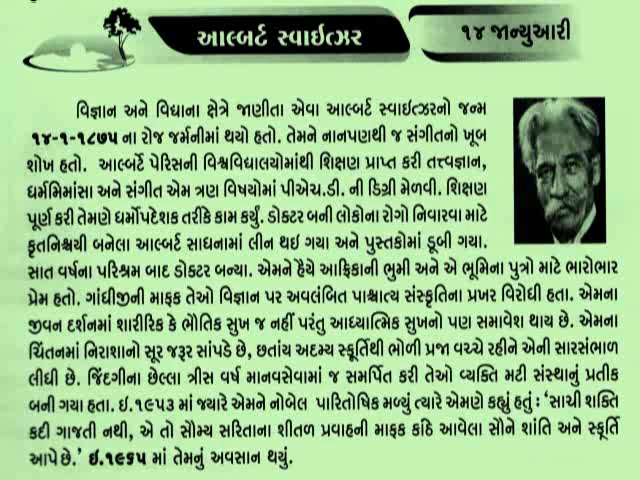 આલ્બર્ટ સ્વાઈત્ઝર
૧૪ જાન્યુઆરી
વિજ્ઞાન અને વિદ્યાના ક્ષેત્રે જાણીતા એવા આલ્બર્ટ સ્વાઈત્ઝરનો જન્મ
૧૪-૧-૧૮૭૫ ના રોજ જર્મનીમાં થયો હતો. તેમને નાનપણથી જ સંગીતનો ખૂબ
શોખ હતો. આલ્બર્ટ પેરિસની વિશ્વવિદ્યાલયોમાંથી શિક્ષણ પ્રાપ્ત કરી તત્ત્વજ્ઞાન,
ધર્મમિમાંસા અને સંગીત એમ ત્રણ વિષયોમાં પીએચ.ડી. ની ડિગ્રી મેળવી. શિક્ષણ
પૂર્ણ કરી તેમણે ધર્મોપદેશક તરીકે કામ કર્યું. ડોક્ટર બની લોકોના રોગો નિવારવા માટે
કૃતનિશ્ચયી બનેલા આલ્બર્ટ સાધનામાં લીન થઇ ગયા અને પુસ્તકોમાં ડૂબી ગયા.
સાત વર્ષના પરિશ્રમ બાદ ડોક્ટર બન્યા. એમને હૈયે આફ્રિકાની ભુમી અને એ ભૂમિના પુત્રો માટે ભારોભાર
પ્રેમ હતો. ગાંધીજીની માફક તેઓ વિજ્ઞાન પર અવલંબિત પાશ્ચાત્ય સંસ્કૃતિના પ્રખર વિરોધી હતા. એમના
જીવન દર્શનમાં શારીરિક કે ભૌતિક સુખ જ નહીં પરંતુ આધ્યાત્મિક સુખનો પણ સમાવેશ થાય છે. એમના
ચિંતનમાં નિરાશાનો સૂર જરૂર સાંપડે છે, છતાંય અદમ્ય સ્ફૂર્તિથી ભોળી પ્રજા વચ્ચે રહીને એની સારસંભાળ
લીધી છે. જિંદગીના છેલ્લા ત્રીસ વર્ષ માનવસેવામાં જ સમર્પિત કરી તેઓ વ્યક્તિ મટી સંસ્થાનું પ્રતીક
બની ગયા હતા. ઇ.૧૯૫૩ માં જ્યારે એમને નોબેલ પારિતોષિક મળ્યું ત્યારે એમણે કહ્યું હતું : ‘સાચી શક્તિ
કદી ગાજતી નથી, એ તો સૌમ્ય સરિતાના શીતળ પ્રવાહની માફક કાંઠે આવેલા સૌને શાંતિ અને સ્ફૂર્તિ
આપે છે.’ ઇ.૧૯૬૫ માં તેમનું અવસાન થયું.